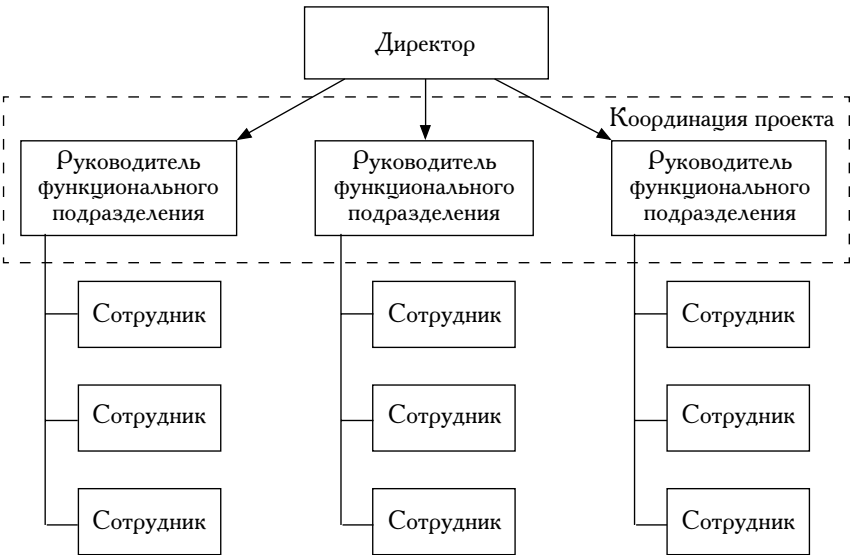 Директор
Координация проекта
Руководитель
функционального
подразделения
Руководитель
функционального
подразделения
Руководитель
функционального
подразделения
Сотрудник
Сотрудник
Сотрудник
Сотрудник
Сотрудник
Сотрудник
Сотрудник
Сотрудник
Сотрудник